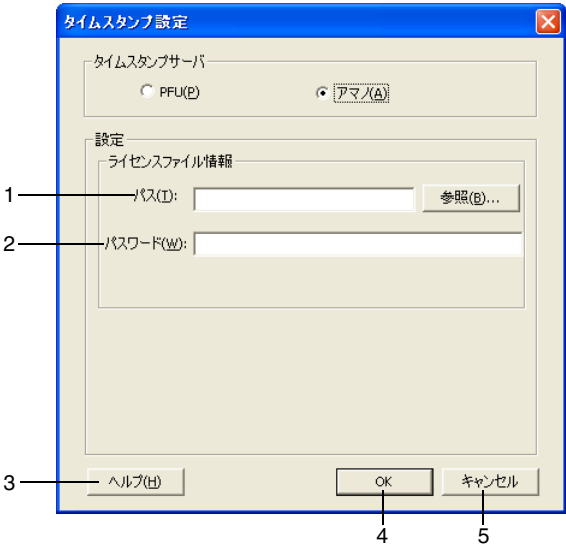 タイムスタンプ設定
タイムスタンプサーバ
PFU(P)
アマノ(A)
設定
ライセンスファイル情報
1
パス(T):
参照(B)...
2
パスワード(W):
3
ヘルプ(H)
OK
キャンセル
4
5